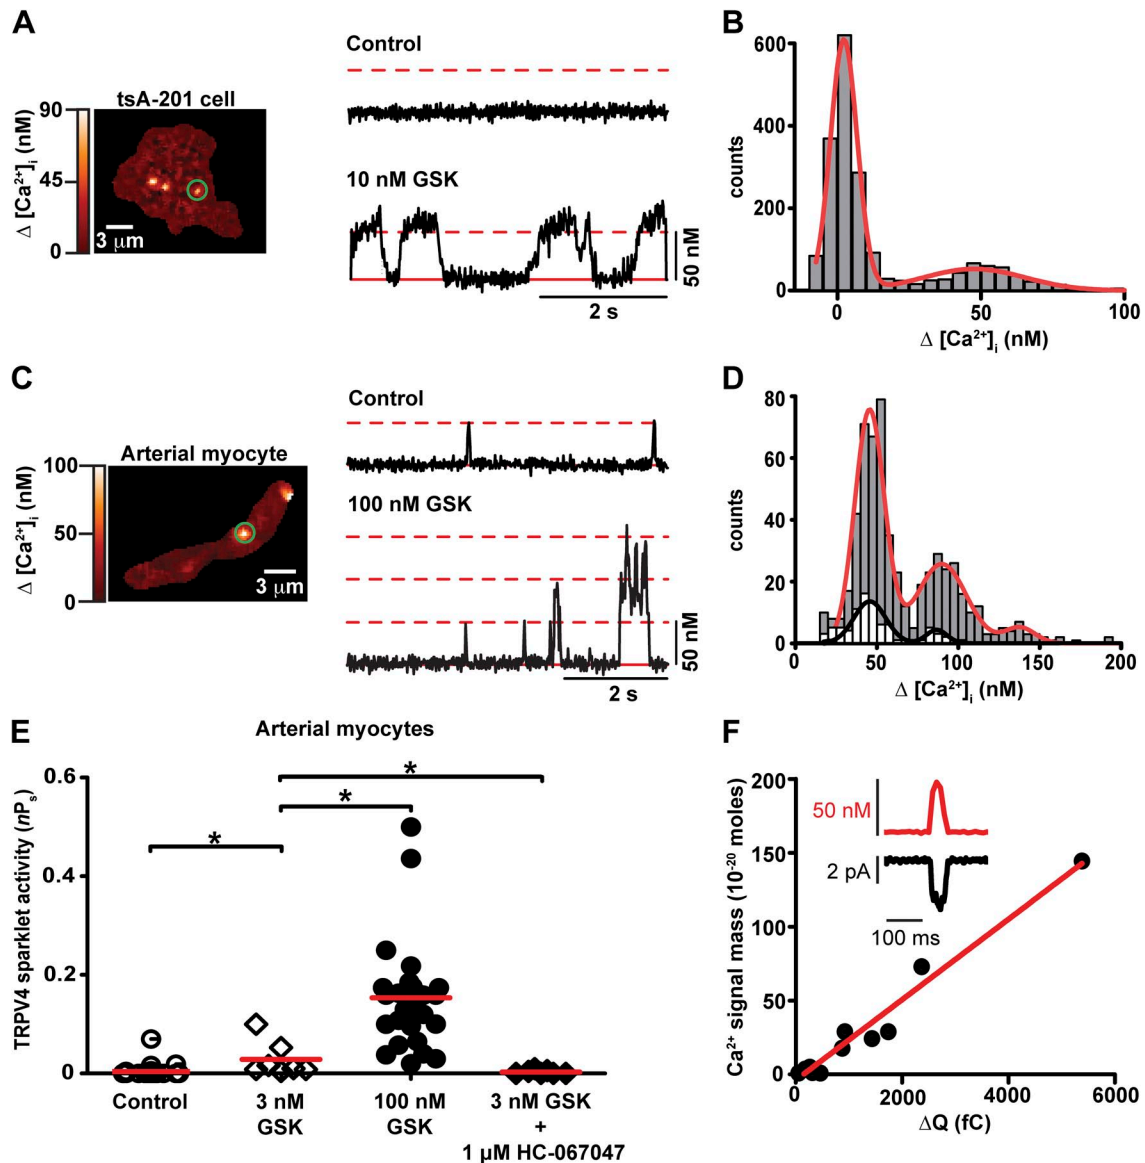 A
tsA-201 cell
Δ [Ca²⁺]ᵢ (nM)
90
45
0
3 μm
Control
10 nM GSK
50 nM
2 s
B
counts
600
400
200
0
0 50 100
Δ [Ca²⁺]ᵢ (nM)
C
Arterial myocyte
Δ [Ca²⁺]ᵢ (nM)
100
50
0
3 μm
Control
100 nM GSK
50 nM
2 s
D
counts
80
60
40
20
0
0 50 100 150 200
Δ [Ca²⁺]ᵢ (nM)
E
Arterial myocytes
TRPV4 sparklet activity (nPₛ)
0.6
0.4
0.2
0
*
*
*
Control
3 nM
GSK
100 nM
GSK
3 nM GSK
+
1 μM HC-067047
F
Ca²⁺ signal mass (10⁻²⁰ moles)
200
150
100
50
0
50 nM
2 pA
100 ms
0 2000 4000 6000
ΔQ (fC)